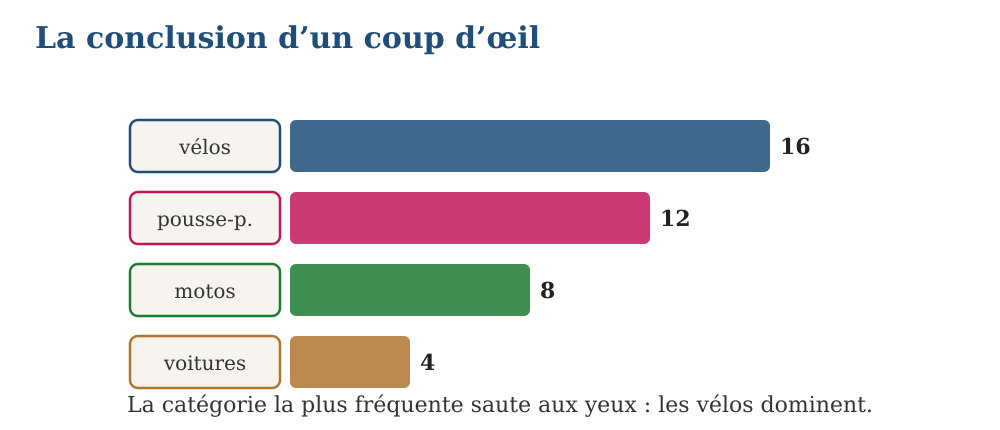 La conclusion d’un coup d’œil
vélos
16
pousse-p.
12
motos
8
voitures
4
La catégorie la plus fréquente saute aux yeux : les vélos dominent.